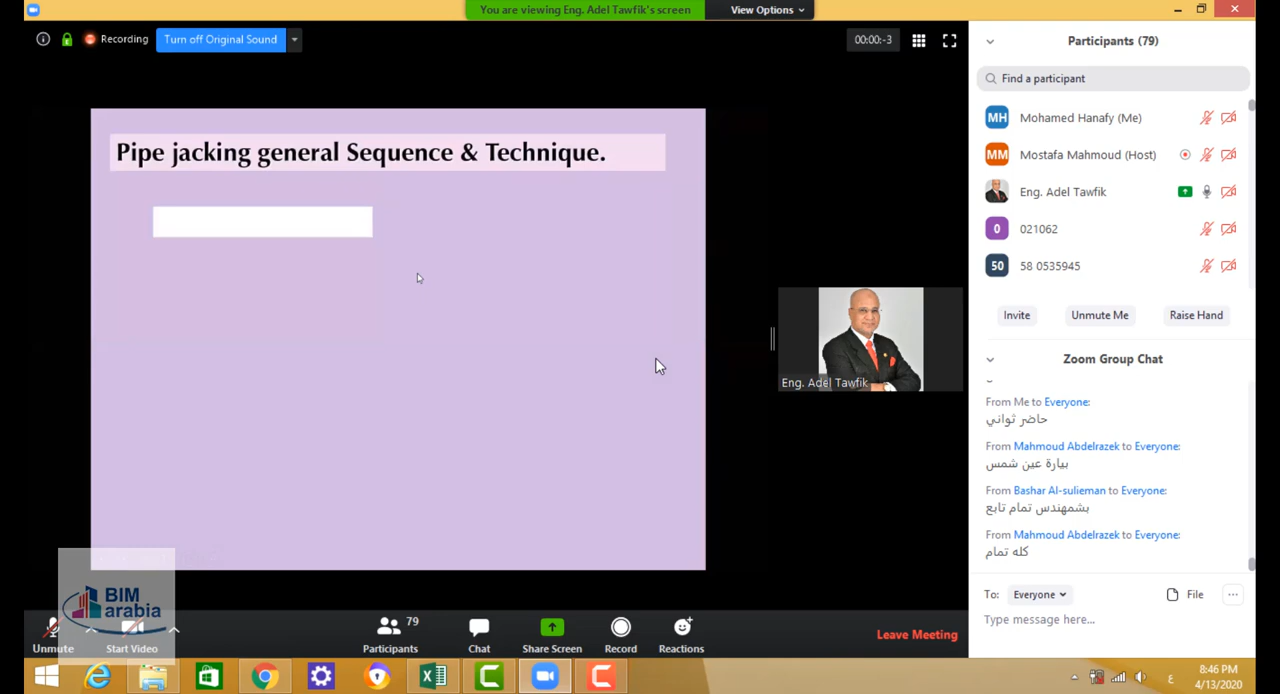 You are viewing Eng. Adel Tawfik's screen
View Options
Recording
Turn off Original Sound
00:00:-3
Participants (79)
Find a participant
Pipe jacking general Sequence & Technique.
MH Mohamed Hanafy (Me)
MM Mostafa Mahmoud (Host)
Eng. Adel Tawfik
0 021062
50 58 0535945
Invite Unmute Me Raise Hand
Eng. Adel Tawfik
Zoom Group Chat
From Me to Everyone:
حاضر ثواني
From Mahmoud Abdelrazek to Everyone:
بيارة عين شمس
From Bashar Al-sulieman to Everyone:
بشمهندس تمام تابع
From Mahmoud Abdelrazek to Everyone:
كله تمام
To: Everyone File ...
Type message here...
BIM
arabia
Unmute
Start Video
79
Participants
Chat
Share Screen
Record
Reactions
Leave Meeting
ع
8:46 PM
4/13/2020